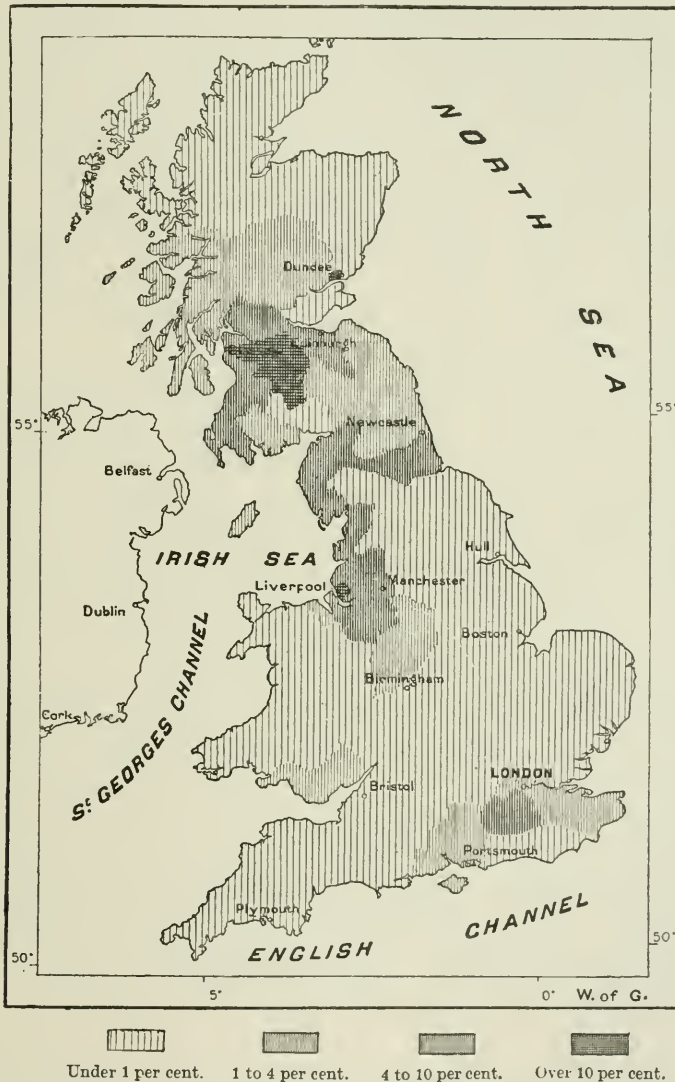 NORTH
SEA
Dundee
Edinburgh
55°
55°
Newcastle
Belfast
IRISH SEA
Hull
Liverpool
Manchester
Dublin
Boston
Birmingham
Cork
ST GEORGES CHANNEL
LONDON
Bristol
Portsmouth
Plymouth
ENGLISH CHANNEL
50°
50°
5°
0°
W. of G.
Under 1 per cent.
1 to 4 per cent.
4 to 10 per cent.
Over 10 per cent.